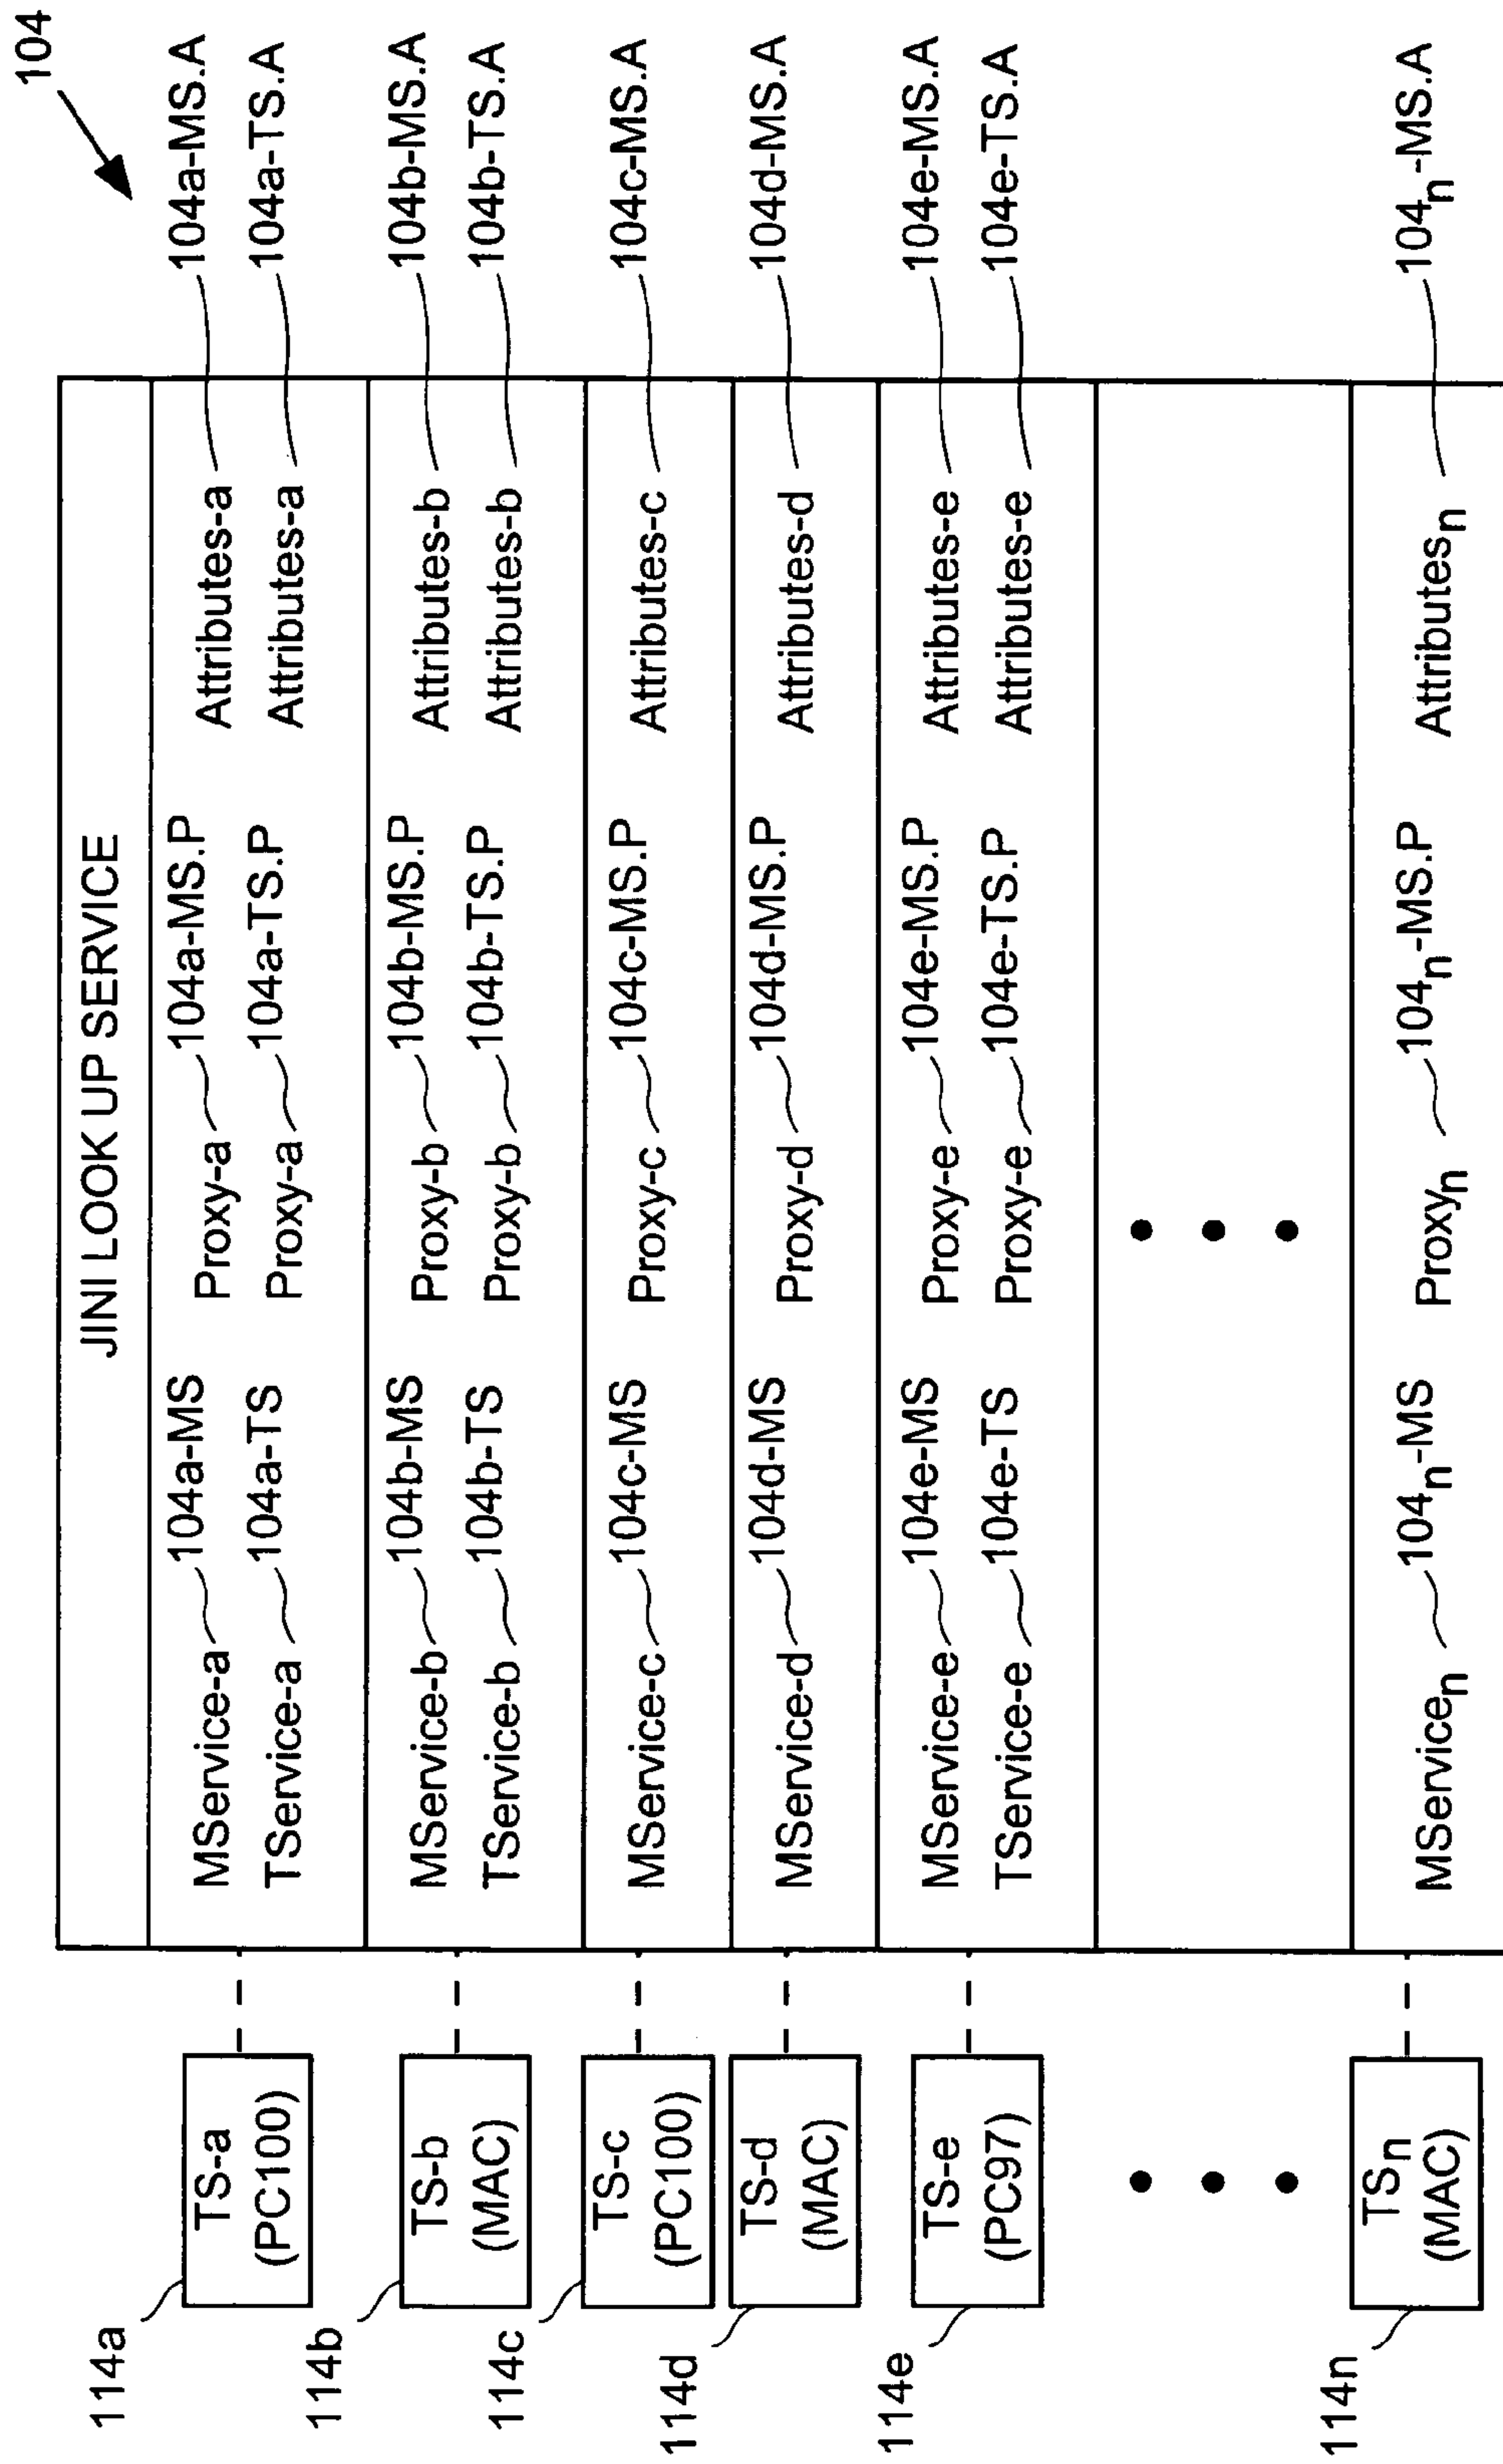 104
JINI LOOK UP SERVICE
114a
TS-a
(PC100)
MService-a 104a-MS Proxy-a 104a-MS.P Attributes-a 104a-MS.A
TService-a 104a-TS Proxy-a 104a-TS.P Attributes-a 104a-TS.A
114b
TS-b
(MAC)
MService-b 104b-MS Proxy-b 104b-MS.P Attributes-b 104b-MS.A
TService-b 104b-TS Proxy-b 104b-TS.P Attributes-b 104b-TS.A
114c
TS-c
(PC100)
MService-c 104c-MS Proxy-c 104c-MS.P Attributes-c 104c-MS.A
114d
TS-d
(MAC)
MService-d 104d-MS Proxy-d 104d-MS.P Attributes-d 104d-MS.A
114e
TS-e
(PC97)
MService-e 104e-MS Proxy-e 104e-MS.P Attributes-e 104e-MS.A
TService-e 104e-TS Proxy-e 104e-TS.P Attributes-e 104e-TS.A
114n
TSn
(MAC)
MServicen 104n-MS Proxyn 104n-MS.P Attributesn 104n-MS.A